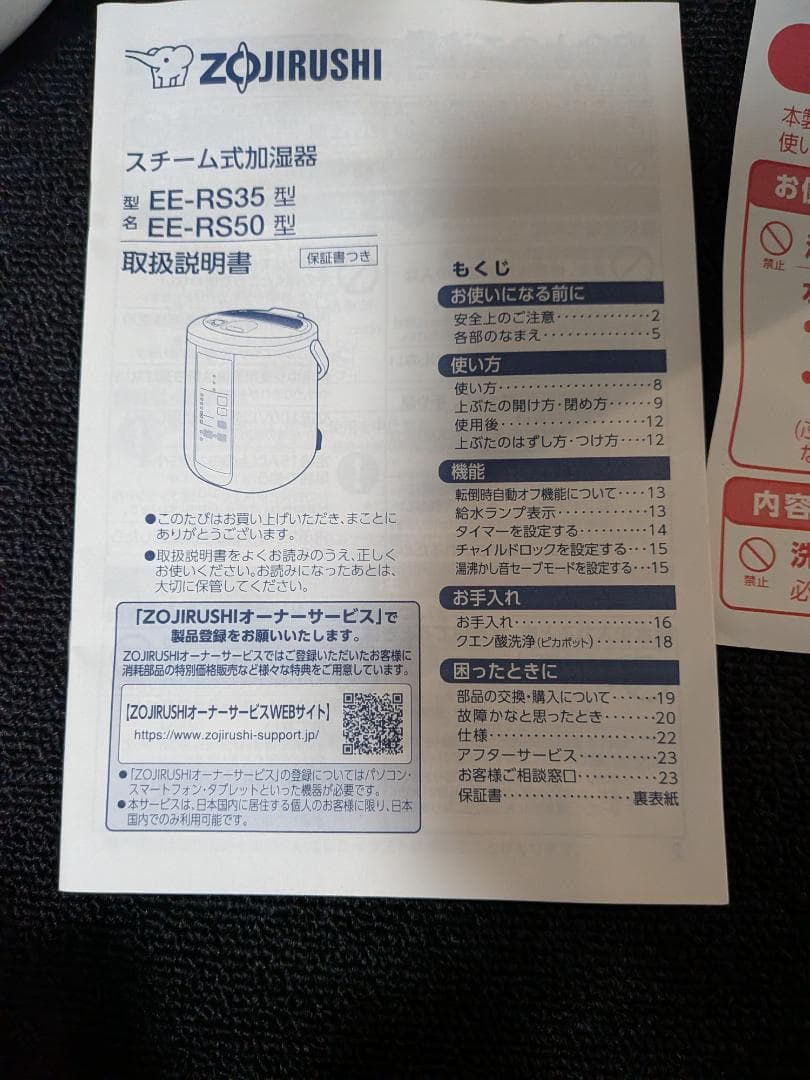 ZOJIRUSHI
スチーム式加湿器
型名 EE-RS35 型
EE-RS50 型
取扱説明書 保証書つき
●このたびはお買い上げいただき、まことに
ありがとうございます。
●取扱説明書をよくお読みのうえ、正しく
お使いください。お読みになったあとは、
大切に保管してください。
「ZOJIRUSHIオーナーサービス」で
製品登録をお願いいたします。
ZOJIRUSHIオーナーサービスではご登録いただいたお客様に
消耗部品の特別価格販売など様々な特典をご用意しています。
【ZOJIRUSHIオーナーサービスWEBサイト】
https://www.zojirushi-support.jp/
●「ZOJIRUSHIオーナーサービス」の登録についてはパソコン・
スマートフォン・タブレットといった機器が必要です。
●本サービスは、日本国内に居住する個人のお客様に限り、日本
国内でのみ利用可能です。
もくじ
お使いになる前に
安全上のご注意・・・・・・・・・・・・・2
各部のなまえ・・・・・・・・・・・・・・・5
使い方
使い方・・・・・・・・・・・・・・・・・・・・8
上ぶたの開け方・閉め方・・・・・・9
使用後・・・・・・・・・・・・・・・・・・・12
上ぶたのはずし方・つけ方・・・・12
機能
転倒時自動オフ機能について・・・・13
給水ランプ表示・・・・・・・・・・・・13
タイマーを設定する・・・・・・・・・14
チャイルドロックを設定する・・・15
湯沸かし音セーブモードを設定する・・・15
お手入れ
お手入れ・・・・・・・・・・・・・・・・・16
クエン酸洗浄(ピカポット)・・・・・・・18
困ったときに
部品の交換・購入について・・・・・・19
故障かなと思ったとき・・・・・・・20
仕様・・・・・・・・・・・・・・・・・・・・・22
アフターサービス・・・・・・・・・・・23
お客様ご相談窓口・・・・・・・・・・・23
保証書・・・・・・・・・・・・・・・・・裏表紙
本製
使い
お使
禁止
内容
禁止
洗
必